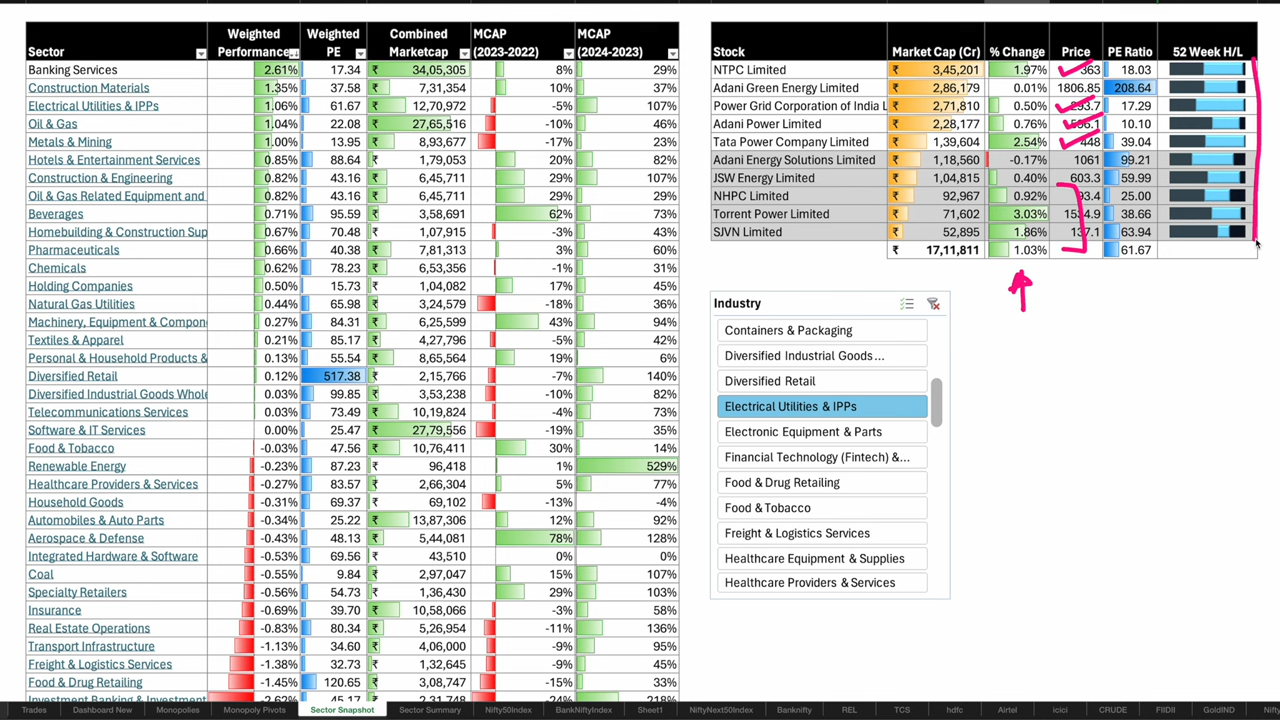 Sector Weighted Performance Weighted PE Combined Marketcap MCAP (2023-2022) MCAP (2024-2023)
Banking Services 2.61% 17.34 ₹ 34,05,305 8% 29%
Construction Materials 1.35% 37.58 ₹ 7,31,354 10% 37%
Electrical Utilities & IPPs 1.06% 61.67 ₹ 12,70,972 -5% 107%
Oil & Gas 1.04% 22.08 ₹ 27,65,516 -10% 46%
Metals & Mining 1.00% 13.95 ₹ 8,93,677 -17% 23%
Hotels & Entertainment Services 0.85% 88.64 ₹ 1,79,053 20% 82%
Construction & Engineering 0.82% 43.16 ₹ 6,45,711 29% 107%
Oil & Gas Related Equipment and 0.82% 43.16 ₹ 6,45,711 29% 29%
Beverages 0.71% 95.59 ₹ 3,58,691 62% 73%
Homebuilding & Construction Sup 0.67% 70.48 ₹ 1,07,915 -3% 43%
Pharmaceuticals 0.66% 40.38 ₹ 7,81,313 3% 60%
Chemicals 0.62% 78.23 ₹ 6,53,356 -1% 31%
Holding Companies 0.50% 15.73 ₹ 1,04,082 17% 45%
Natural Gas Utilities 0.44% 65.98 ₹ 3,24,579 -18% 36%
Machinery, Equipment & Compon 0.27% 84.31 ₹ 6,25,599 43% 94%
Textiles & Apparel 0.21% 85.17 ₹ 4,27,796 -5% 42%
Personal & Household Products & 0.13% 55.54 ₹ 8,65,564 19% 6%
Diversified Retail 0.12% 517.38 ₹ 2,15,766 -7% 140%
Diversified Industrial Goods Whole 0.03% 99.85 ₹ 3,53,238 -10% 82%
Telecommunications Services 0.03% 73.49 ₹ 10,19,824 -4% 73%
Software & IT Services 0.00% 25.47 ₹ 27,79,556 -19% 35%
Food & Tobacco -0.03% 47.56 ₹ 10,76,411 30% 14%
Renewable Energy -0.23% 87.23 ₹ 96,418 1% 529%
Healthcare Providers & Services -0.27% 83.57 ₹ 2,66,304 5% 77%
Household Goods -0.31% 69.37 ₹ 69,102 -13% -4%
Automobiles & Auto Parts -0.34% 25.22 ₹ 13,87,306 12% 92%
Aerospace & Defense -0.43% 48.13 ₹ 5,44,081 78% 128%
Integrated Hardware & Software -0.53% 69.56 ₹ 43,510 0% 0%
Coal -0.55% 9.84 ₹ 2,97,047 15% 107%
Specialty Retailers -0.56% 54.73 ₹ 1,36,430 29% 103%
Insurance -0.69% 39.70 ₹ 10,58,066 -3% 58%
Real Estate Operations -0.83% 80.34 ₹ 5,26,954 -11% 136%
Transport Infrastructure -1.13% 34.60 ₹ 4,06,000 -9% 95%
Freight & Logistics Services -1.38% 32.73 ₹ 1,32,645 -9% 45%
Food & Drug Retailing -1.45% 120.65 ₹ 3,08,747 -15% 33%
Investment Banking & Investment -2.62% 45.17 ₹ 2,31,748 -24% 218%
Stock Market Cap (Cr) % Change Price PE Ratio 52 Week H/L
NTPC Limited ₹ 3,45,201 1.97% 363 18.03
Adani Green Energy Limited ₹ 2,86,179 0.01% 1806.85 208.64
Power Grid Corporation of India L ₹ 2,71,810 0.50% 17.29
Adani Power Limited ₹ 2,28,177 0.76% 10.10
Tata Power Company Limited ₹ 1,39,604 2.54% 448 39.04
Adani Energy Solutions Limited ₹ 1,18,560 -0.17% 1061 99.21
JSW Energy Limited ₹ 1,04,815 0.40% 603.3 59.99
NHPC Limited ₹ 92,967 0.92% 25.00
Torrent Power Limited ₹ 71,602 3.03% 38.66
SJVN Limited ₹ 52,895 1.86% 63.94
₹ 17,11,811 1.03% 61.67
Industry
Containers & Packaging
Diversified Industrial Goods...
Diversified Retail
Electrical Utilities & IPPs
Electronic Equipment & Parts
Financial Technology (Fintech) &...
Food & Drug Retailing
Food & Tobacco
Freight & Logistics Services
Healthcare Equipment & Supplies
Healthcare Providers & Services
Trades Dashboard New Monopolies Monopoly Pivots Sector Snapshot Sector Summary Nifty50Index BankNiftyIndex Sheet1 NiftyNext50Index Banknifty REL TCS hdfc Airtel icici CRUDE FIIDII GoldIND Nifty